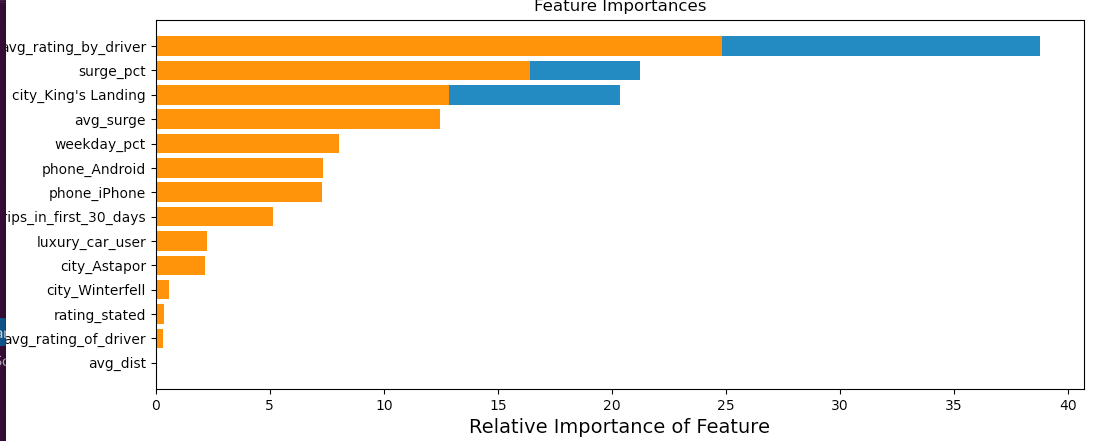 Feature Importances
avg_rating_by_driver
surge_pct
city_King's Landing
avg_surge
weekday_pct
phone_Android
phone_iPhone
rips_in_first_30_days
luxury_car_user
city_Astapor
city_Winterfell
rating_stated
avg_rating_of_driver
avg_dist
0 5 10 15 20 25 30 35 40
Relative Importance of Feature